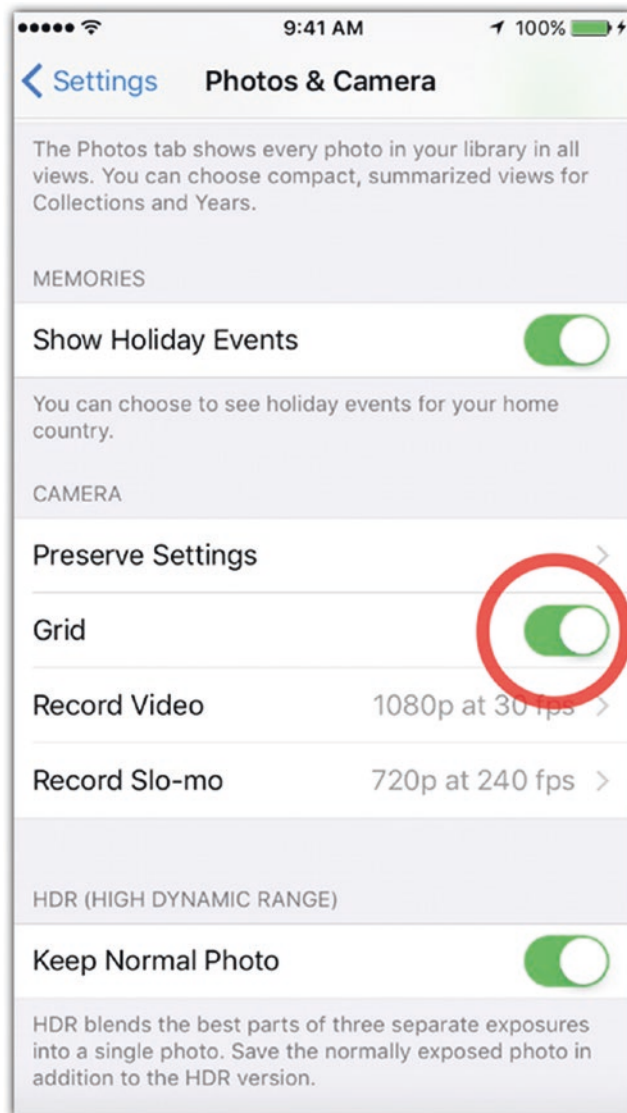 9:41 AM
100%
Settings
Photos & Camera
The Photos tab shows every photo in your library in all
views. You can choose compact, summarized views for
Collections and Years.
MEMORIES
Show Holiday Events
You can choose to see holiday events for your home
country.
CAMERA
Preserve Settings
Grid
Record Video 1080p at 30 fps
Record Slo-mo 720p at 240 fps
HDR (HIGH DYNAMIC RANGE)
Keep Normal Photo
HDR blends the best parts of three separate exposures
into a single photo. Save the normally exposed photo in
addition to the HDR version.